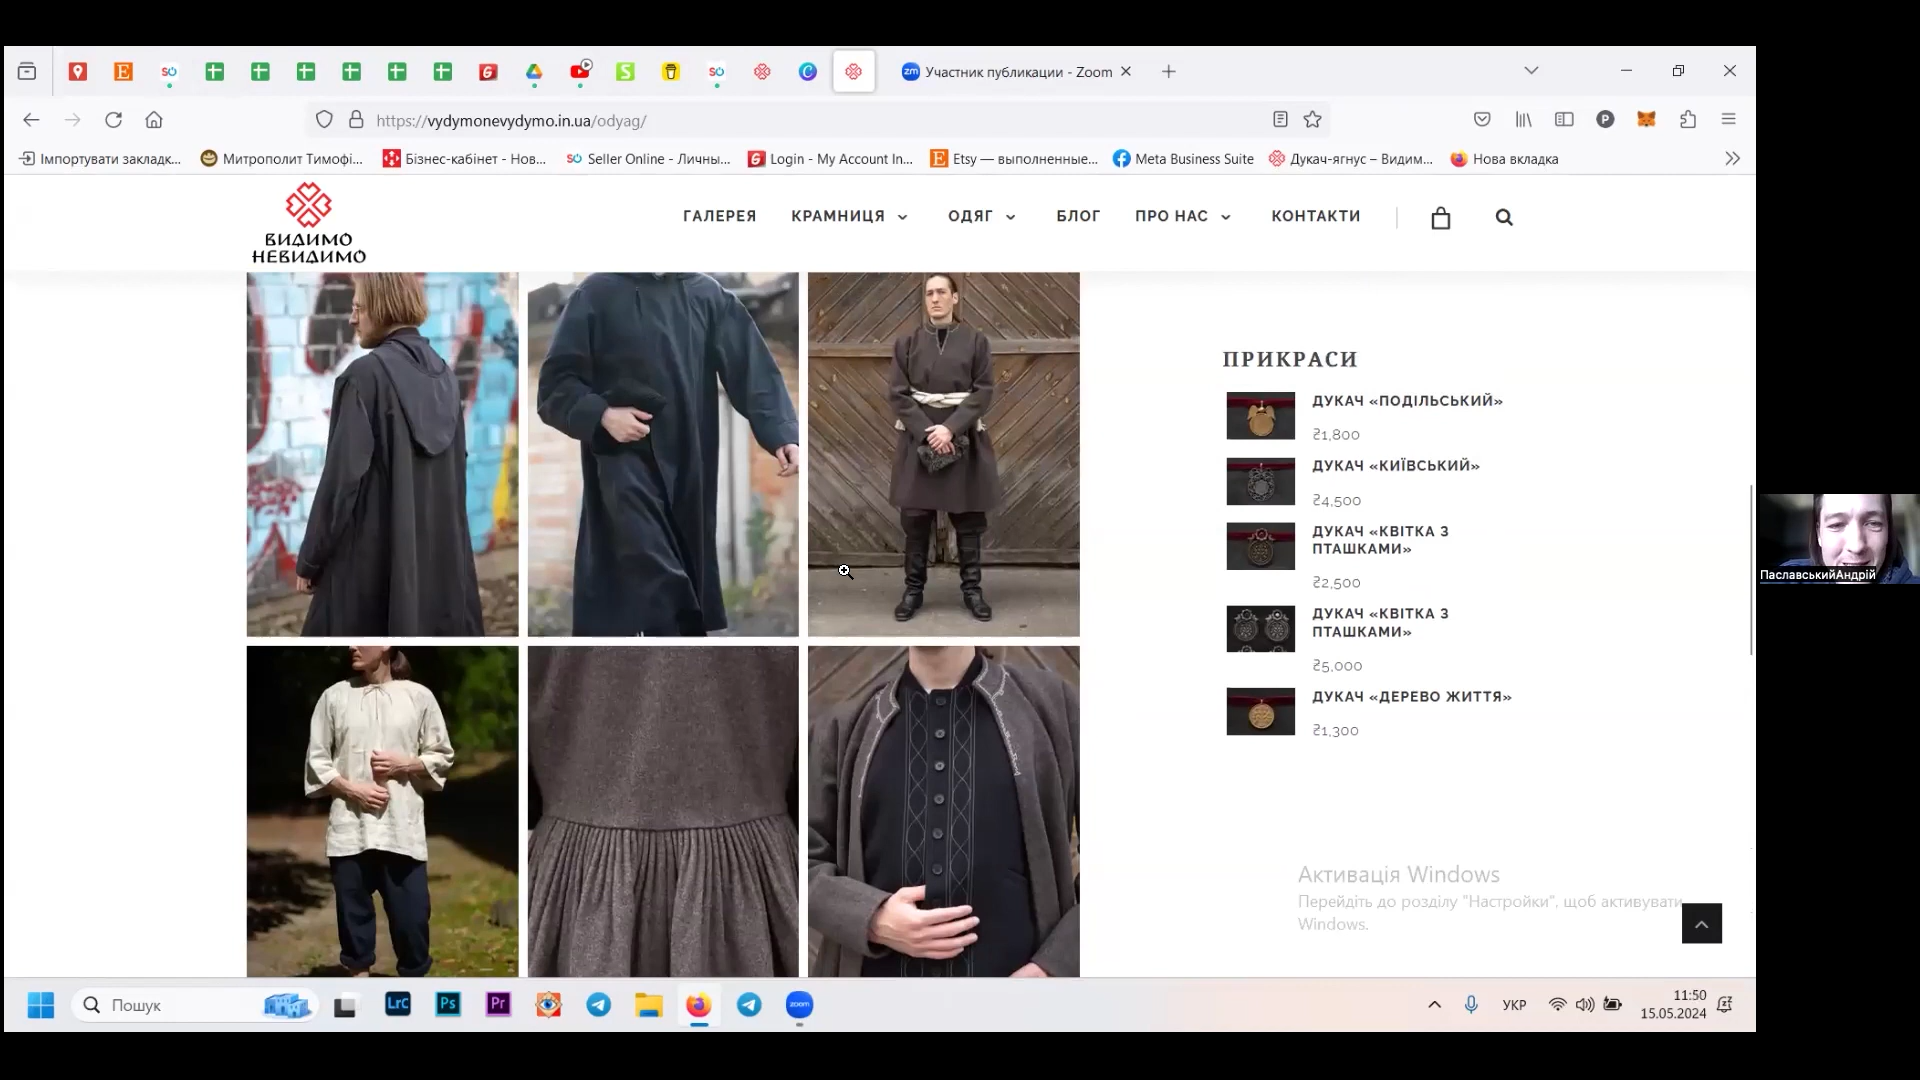 Участник публикации - Zoom
https://vydymonevydymo.in.ua/odyag/
Імпортувати закладк...
Митрополит Тимофі...
Бізнес-кабінет - Нов...
Seller Online - Личны...
Login - My Account In...
Etsy — выполненные...
Meta Business Suite
Дукач-ягнус – Видим...
Нова вкладка
ВИДИМО
НЕВИДИМО
ГАЛЕРЕЯ
КРАМНИЦЯ
ОДЯГ
БЛОГ
ПРО НАС
КОНТАКТИ
ПРИКРАСИ
ДУКАЧ «ПОДІЛЬСЬКИЙ»
₴1,800
ДУКАЧ «КИЇВСЬКИЙ»
₴4,500
ДУКАЧ «КВІТКА З
ПТАШКАМИ»
₴2,500
ДУКАЧ «КВІТКА З
ПТАШКАМИ»
₴5,000
ДУКАЧ «ДЕРЕВО ЖИТТЯ»
₴1,300
ПаславськийАндрій
Активація Windows
Перейдіть до розділу "Настройки", щоб активувати
Windows.
Пошук
LrC
Ps
Pr
zoom
УКР
11:50
15.05.2024